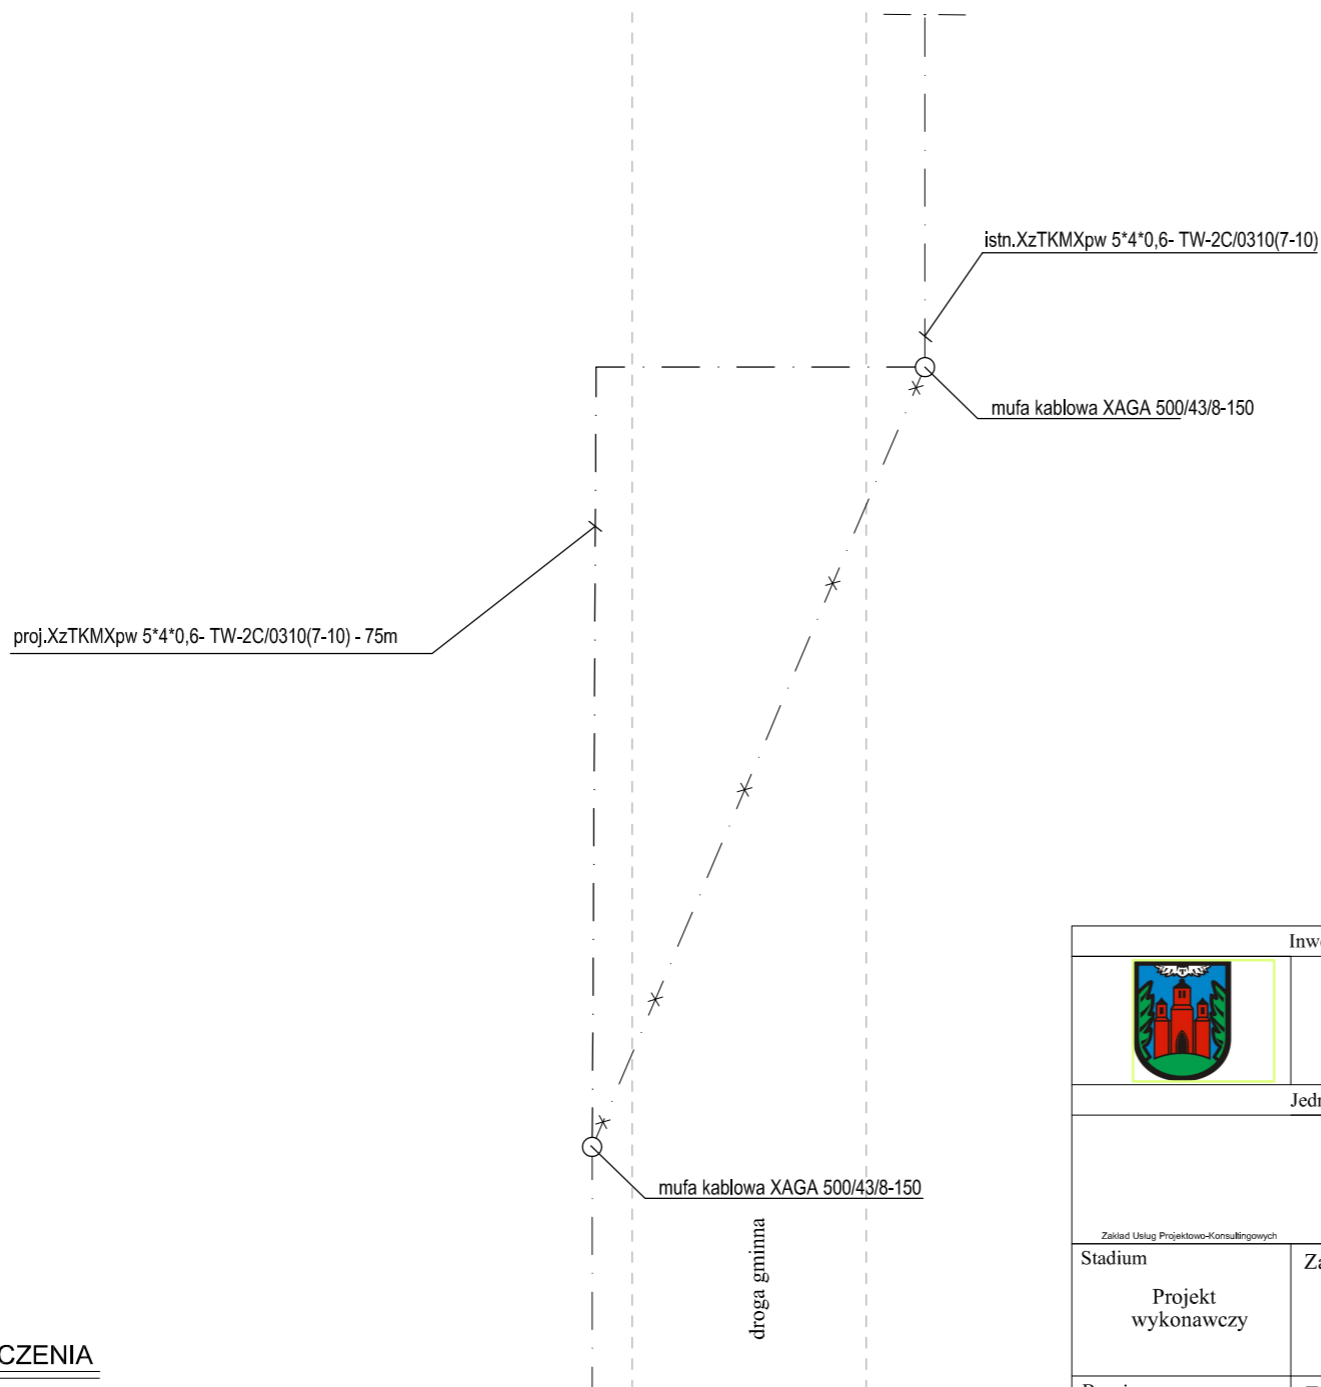 istn.XzTKMXpw 5*4*0,6- TW-2C/0310(7-10)
mufa kablowa XAGA 500/43/8-150
proj.XzTKMXpw 5*4*0,6- TW-2C/0310(7-10) - 75m
mufa kablowa XAGA 500/43/8-150
droga gminna
CZENIA
Inwe
Jedn
Zakład Usług Projektowo-Konsultingowych
Stadium
Za
Projekt
wykonawczy